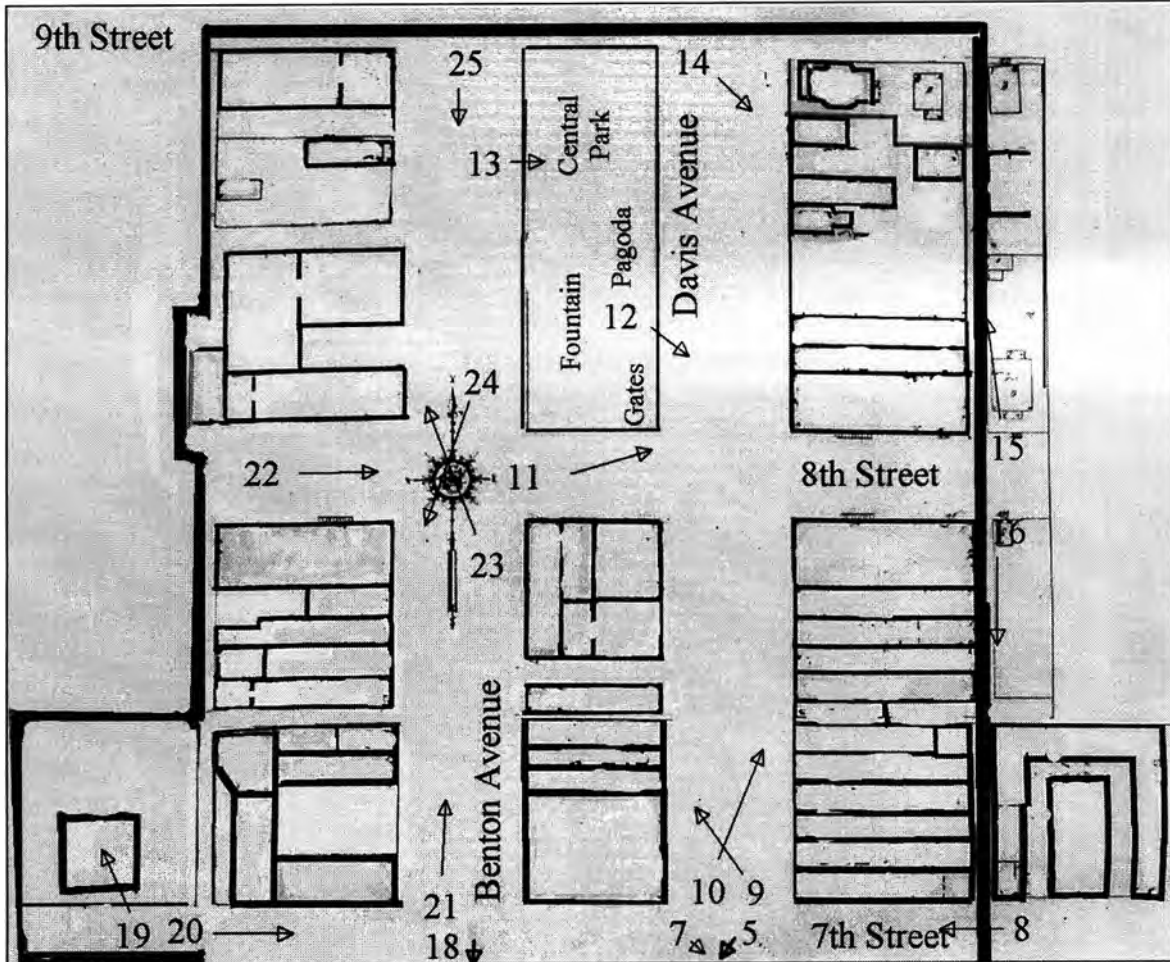 9th Street
25
14
13
Central
Park
Davis Avenue
Pagoda
Fountain
12
Gates
24
15
22
11
8th Street
16
23
Benton Avenue
21
10
9
19
20
18
7
5
7th Street
8